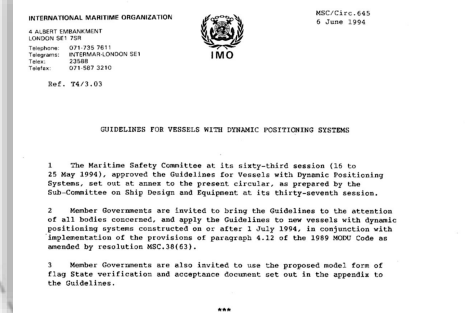 INTERNATIONAL MARITIME ORGANIZATION
4 ALBERT EMBANKMENT
LONDON SE1 7SR
Telephone: 071-735 7611
Telegrams: INTERMAR-LONDON SE1
Telex: 23588
Telefax: 071-587 3210
IMO
MSC/Circ.645
6 June 1994
Ref. T4/3.03
GUIDELINES FOR VESSELS WITH DYNAMIC POSITIONING SYSTEMS
1 The Maritime Safety Committee at its sixty-third session (16 to
25 May 1994), approved the Guidelines for Vessels with Dynamic Positioning
Systems, set out at annex to the present circular, as prepared by the
Sub-Committee on Ship Design and Equipment at its thirty-seventh session.
2 Member Governments are invited to bring the Guidelines to the attention
of all bodies concerned, and apply the Guidelines to new vessels with dynamic
positioning systems constructed on or after 1 July 1994, in conjunction with
implementation of the provisions of paragraph 4.12 of the 1989 MODU Code as
amended by resolution MSC.38(63).
3 Member Governments are also invited to use the proposed model form of
flag State verification and acceptance document set out in the appendix to
the Guidelines.
***